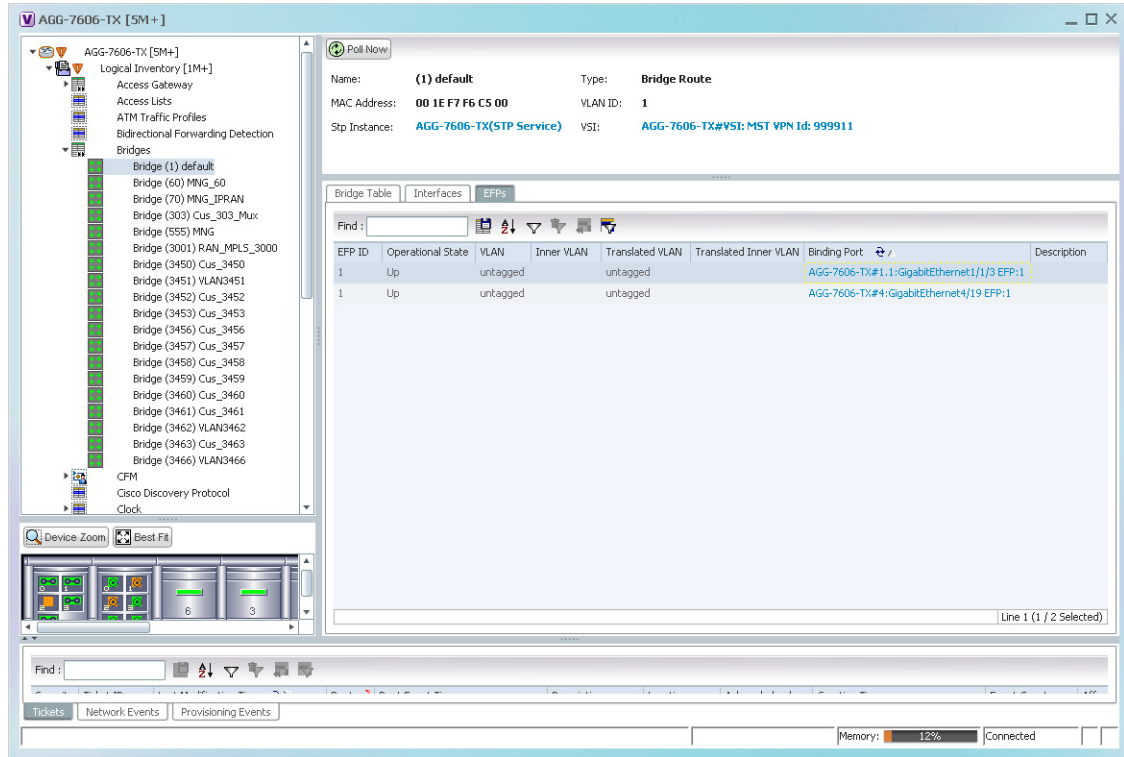 AGG-7606-TX [5M+]
AGG-7606-TX [5M+]
Logical Inventory [1M+]
Access Gateway
Access Lists
ATM Traffic Profiles
Bidirectional Forwarding Detection
Bridges
Bridge (1) default
Bridge (60) MNG_60
Bridge (70) MNG_IPRAN
Bridge (303) Cus_303_Mux
Bridge (555) MNG
Bridge (3001) RAN_MPLS_3000
Bridge (3450) Cus_3450
Bridge (3451) VLAN3451
Bridge (3452) Cus_3452
Bridge (3453) Cus_3453
Bridge (3456) Cus_3456
Bridge (3457) Cus_3457
Bridge (3458) Cus_3458
Bridge (3459) Cus_3459
Bridge (3460) Cus_3460
Bridge (3461) Cus_3461
Bridge (3462) VLAN3462
Bridge (3463) Cus_3463
Bridge (3466) VLAN3466
CFM
Cisco Discovery Protocol
Clock
Device Zoom Best Fit
6 3
Poll Now
Name: (1) default Type: Bridge Route
MAC Address: 00 1E F7 F6 C5 00 VLAN ID: 1
Stp Instance: AGG-7606-TX(STP Service) VSI: AGG-7606-TX#VSI: MST VPN Id: 999911
Bridge Table Interfaces EFPs
Find :
EFP ID Operational State VLAN Inner VLAN Translated VLAN Translated Inner VLAN Binding Port Description
1 Up untagged untagged AGG-7606-TX#1.1:GigabitEthernet1/1/3 EFP:1
1 Up untagged untagged AGG-7606-TX#4:GigabitEthernet4/19 EFP:1
Line 1 (1 / 2 Selected)
Find :
Tickets Network Events Provisioning Events
Memory: 12% Connected